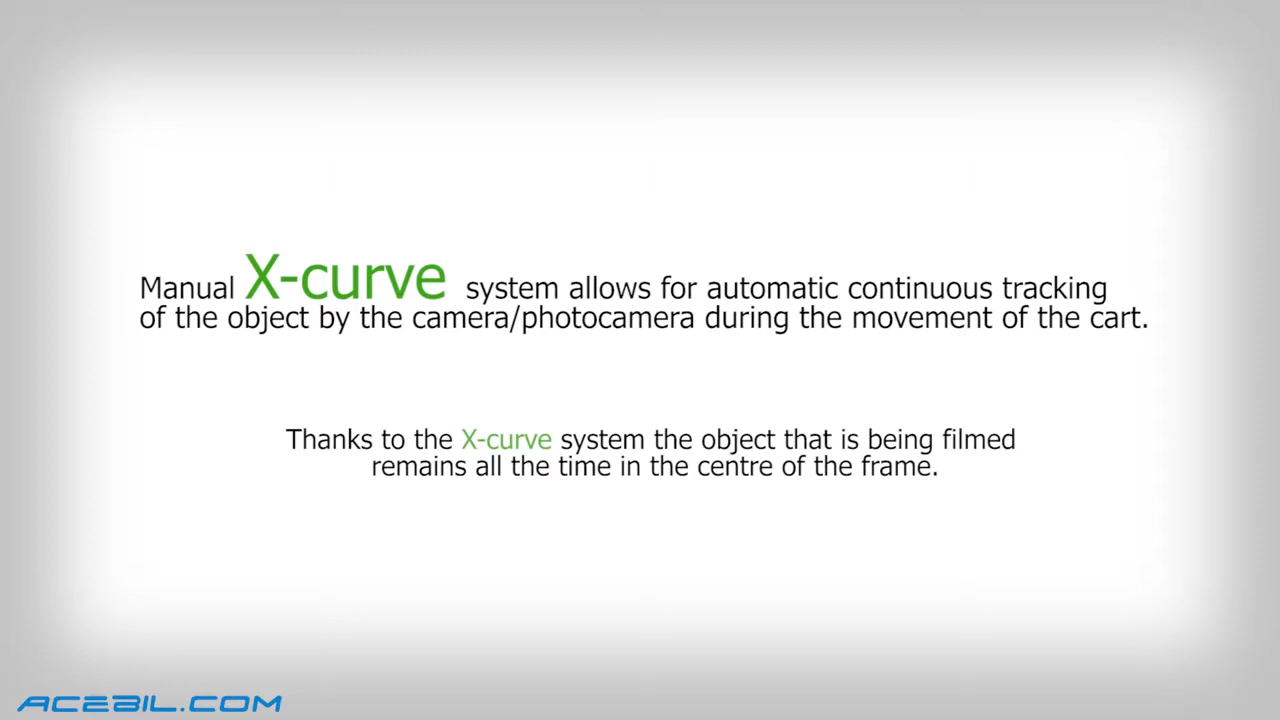 Manual X-curve system allows for automatic continuous tracking
of the object by the camera/photocamera during the movement of the cart.
Thanks to the X-curve system the object that is being filmed
remains all the time in the centre of the frame.
ACEBIL.COM